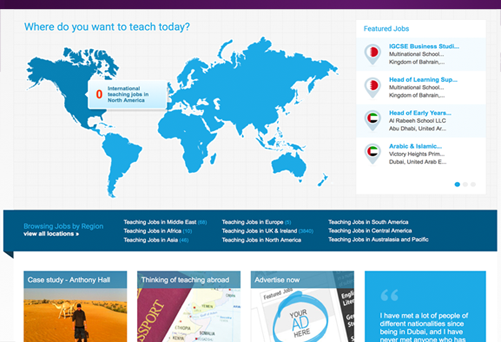 Where do you want to teach today?
0
International
teaching jobs in
North America
Featured Jobs
IGCSE Business Studi...
Multinational School...
Kingdom of Bahrain,...
Head of Learning Sup...
Multinational School...
Kingdom of Bahrain,...
Head of Early Years...
Al Rabeeh School LLC
Abu Dhabi, United Ar...
Arabic & Islamic...
Victory Heights Prim...
Dubai, United Arab E...
Browsing Jobs by Region
view all locations »
Teaching Jobs in Middle East (66)
Teaching Jobs in Africa (10)
Teaching Jobs in Asia (46)
Teaching Jobs in Europe (5)
Teaching Jobs in UK & Ireland (3840)
Teaching Jobs in North America
Teaching Jobs in South America
Teaching Jobs in Central America
Teaching Jobs in Australasia and Pacific
Case study - Anthony Hall
Thinking of teaching abroad
PASSPORT
Advertise now
Featured Jobs
YOUR
AD
HERE
I have met a lot of people of
different nationalities since
being in Dubai, and I have
never met anyone who has